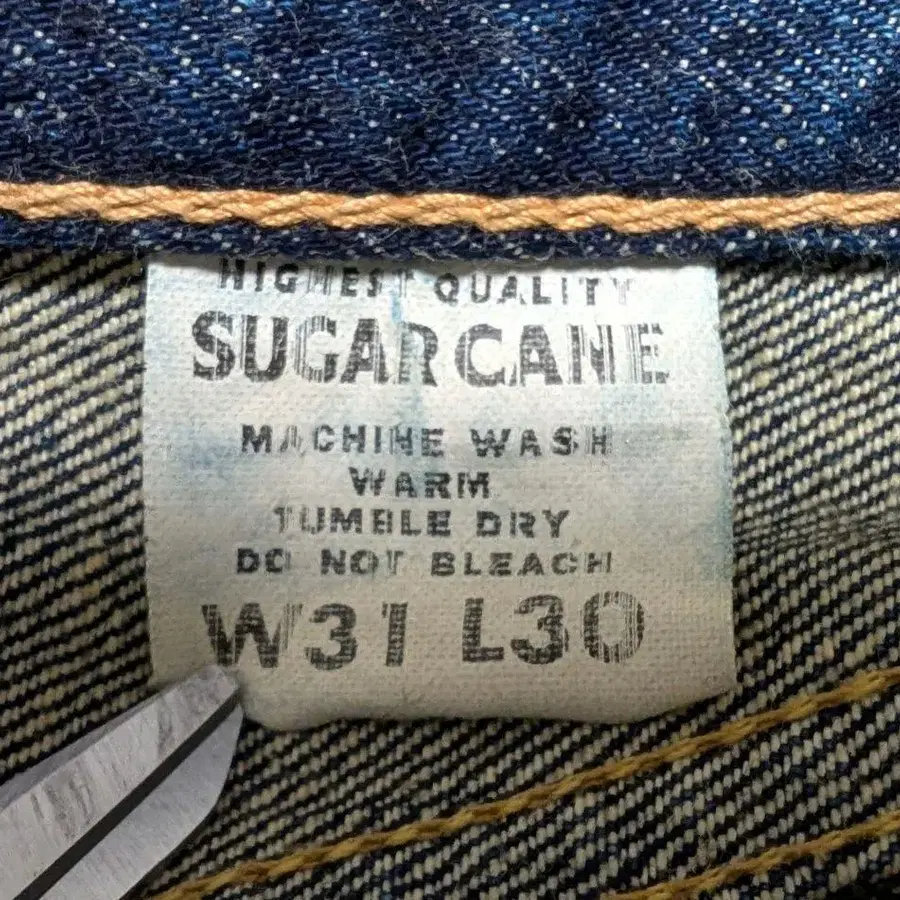 HIGHEST QUALITY
SUGAR CANE
MACHINE WASH
WARM
TUMBLE DRY
DO NOT BLEACH
W31 L30